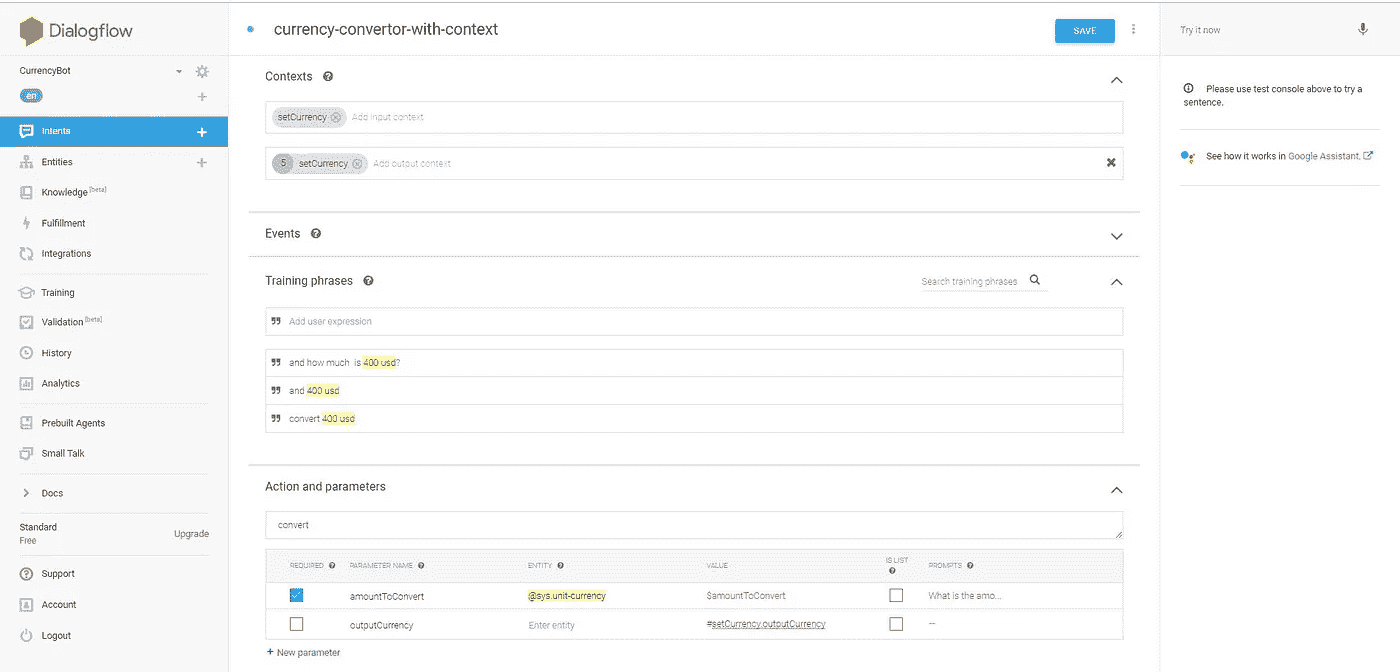 Dialogflow
CurrencyBot
en
Intents
Entities
Knowledge [beta]
Fulfillment
Integrations
Training
Validation [beta]
History
Analytics
Prebuilt Agents
Small Talk
Docs
Standard
Free
Upgrade
Support
Account
Logout
currency-convertor-with-context
SAVE
Contexts
setCurrency Add input context
5 setCurrency Add output context
Events
Training phrases
Search training phrases
Add user expression
and how much is 400 usd?
and 400 usd
convert 400 usd
Action and parameters
convert
REQUIRED PARAMETER NAME ENTITY VALUE IS LIST PROMPTS
amountToConvert @sys.unit-currency $amountToConvert What is the amo...
outputCurrency Enter entity #setCurrency.outputCurrency –
+ New parameter
Try it now
Please use test console above to try a
sentence.
See how it works in Google Assistant.